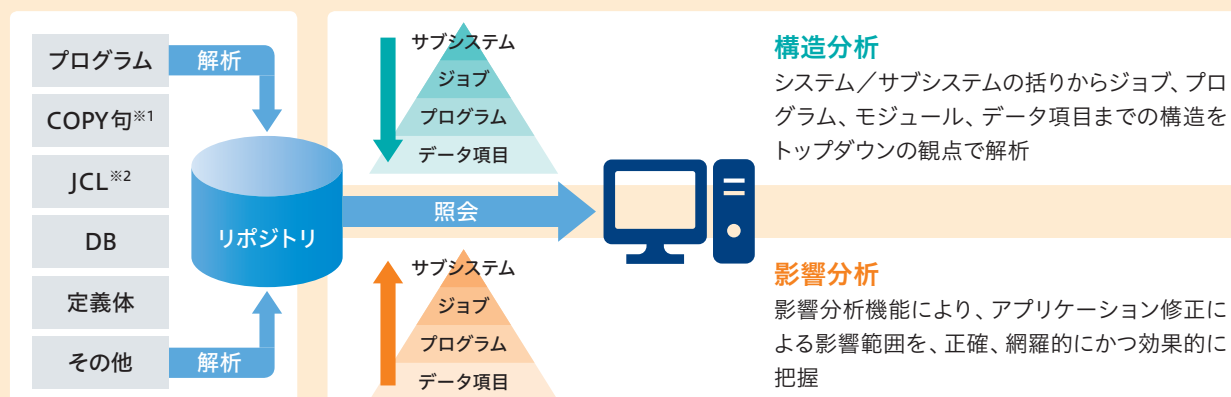 プログラム
COPY句※1
JCL※2
DB
定義体
その他
解析
解析
リポジトリ
サブシステム
ジョブ
プログラム
データ項目
照会
サブシステム
ジョブ
プログラム
データ項目
構造分析
システム／サブシステムの括りからジョブ、プロ
グラム、モジュール、データ項目までの構造を
トップダウンの観点で解析
影響分析
影響分析機能により、アプリケーション修正に
よる影響範囲を、正確、網羅的にかつ効果的に
把握